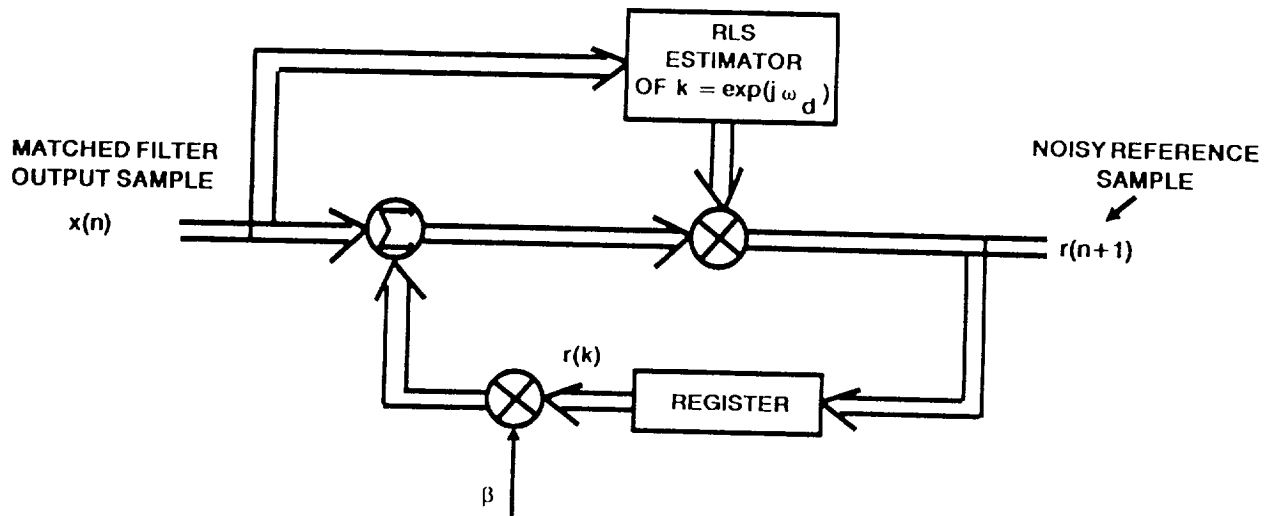 RLS
ESTIMATOR
OF k = exp(j ω d )
MATCHED FILTER
OUTPUT SAMPLE
x(n)
NOISY REFERENCE
SAMPLE
Σ
r(n+1)
r(k)
REGISTER
β